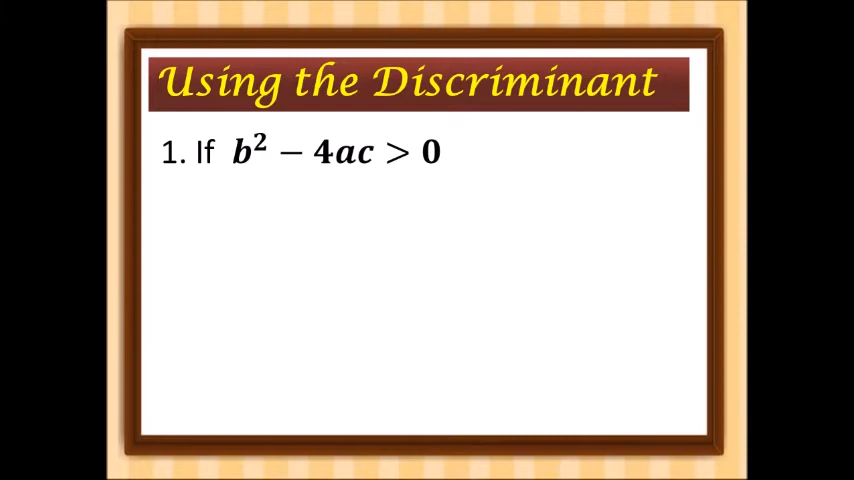 Using the Discriminant
1. If b² − 4ac > 0